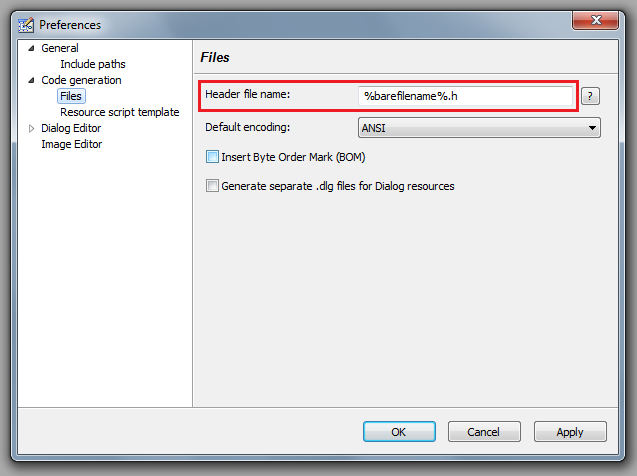 Preferences
General
Include paths
Code generation
Files
Resource script template
Dialog Editor
Image Editor
Files
Header file name: %barefilename%.h ?
Default encoding: ANSI
Insert Byte Order Mark (BOM)
Generate separate .dlg files for Dialog resources
OK Cancel Apply